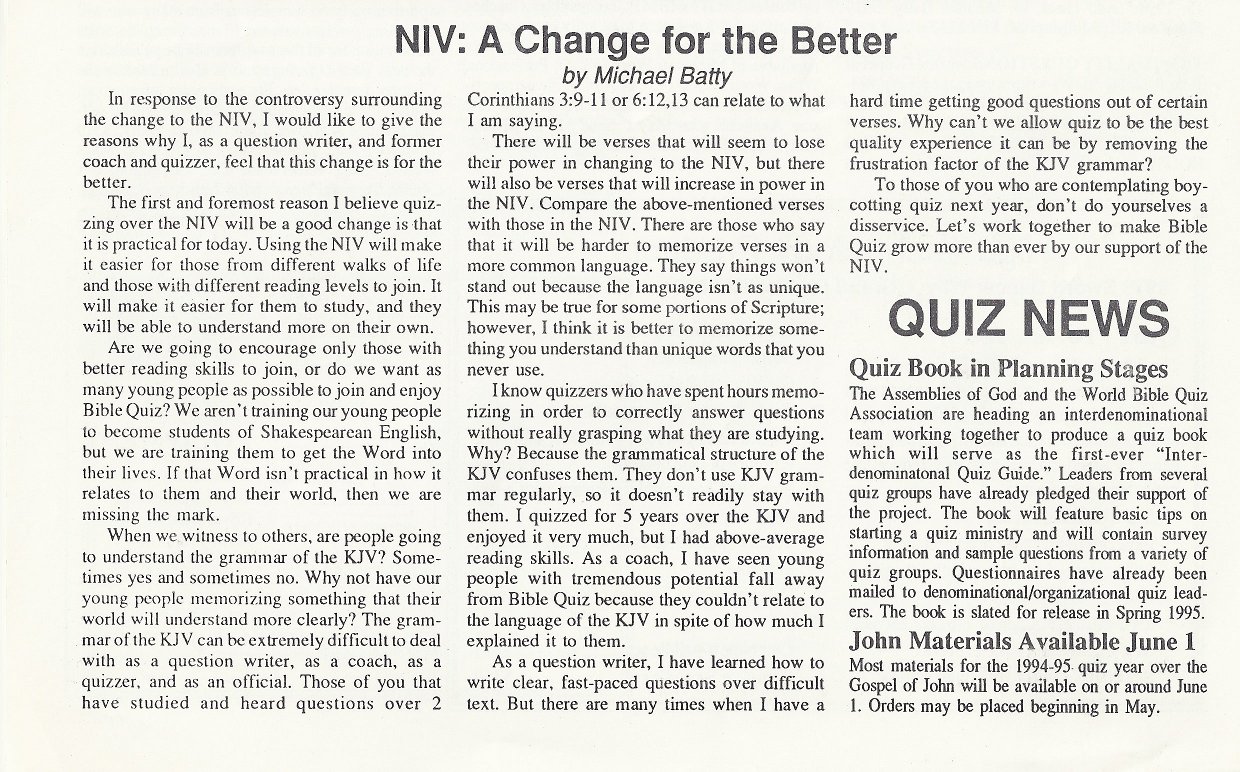 NIV: A Change for the Better
by Michael Batty
In response to the controversy surrounding
the change to the NIV, I would like to give the
reasons why I, as a question writer, and former
coach and quizzer, feel that this change is for the
better.
The first and foremost reason I believe quiz-
zing over the NIV will be a good change is that
it is practical for today. Using the NIV will make
it easier for those from different walks of life
and those with different reading levels to join. It
will make it easier for them to study, and they
will be able to understand more on their own.
Are we going to encourage only those with
better reading skills to join, or do we want as
many young people as possible to join and enjoy
Bible Quiz? We aren't training our young people
to become students of Shakespearean English,
but we are training them to get the Word into
their lives. If that Word isn't practical in how it
relates to them and their world, then we are
missing the mark.
When we witness to others, are people going
to understand the grammar of the KJV? Some-
times yes and sometimes no. Why not have our
young people memorizing something that their
world will understand more clearly? The gram-
mar of the KJV can be extremely difficult to deal
with as a question writer, as a coach, as a
quizzer, and as an official. Those of you that
have studied and heard questions over 2
Corinthians 3:9-11 or 6:12,13 can relate to what
I am saying.
There will be verses that will seem to lose
their power in changing to the NIV, but there
will also be verses that will increase in power in
the NIV. Compare the above-mentioned verses
with those in the NIV. There are those who say
that it will be harder to memorize verses in a
more common language. They say things won't
stand out because the language isn't as unique.
This may be true for some portions of Scripture;
however, I think it is better to memorize some-
thing you understand than unique words that you
never use.
I know quizzers who have spent hours memo-
rizing in order to correctly answer questions
without really grasping what they are studying.
Why? Because the grammatical structure of the
KJV confuses them. They don't use KJV gram-
mar regularly, so it doesn't readily stay with
them. I quizzed for 5 years over the KJV and
enjoyed it very much, but I had above-average
reading skills. As a coach, I have seen young
people with tremendous potential fall away
from Bible Quiz because they couldn't relate to
the language of the KJV in spite of how much I
explained it to them.
As a question writer, I have learned how to
write clear, fast-paced questions over difficult
text. But there are many times when I have a
hard time getting good questions out of certain
verses. Why can't we allow quiz to be the best
quality experience it can be by removing the
frustration factor of the KJV grammar?
To those of you who are contemplating boy-
cotting quiz next year, don't do yourselves a
disservice. Let's work together to make Bible
Quiz grow more than ever by our support of the
NIV.
QUIZ NEWS
Quiz Book in Planning Stages
The Assemblies of God and the World Bible Quiz
Association are heading an interdenominational
team working together to produce a quiz book
which will serve as the first-ever "Inter-
denominatonal Quiz Guide." Leaders from several
quiz groups have already pledged their support of
the project. The book will feature basic tips on
starting a quiz ministry and will contain survey
information and sample questions from a variety of
quiz groups. Questionnaires have already been
mailed to denominational/organizational quiz lead-
ers. The book is slated for release in Spring 1995.
John Materials Available June 1
Most materials for the 1994-95 quiz year over the
Gospel of John will be available on or around June
1. Orders may be placed beginning in May.